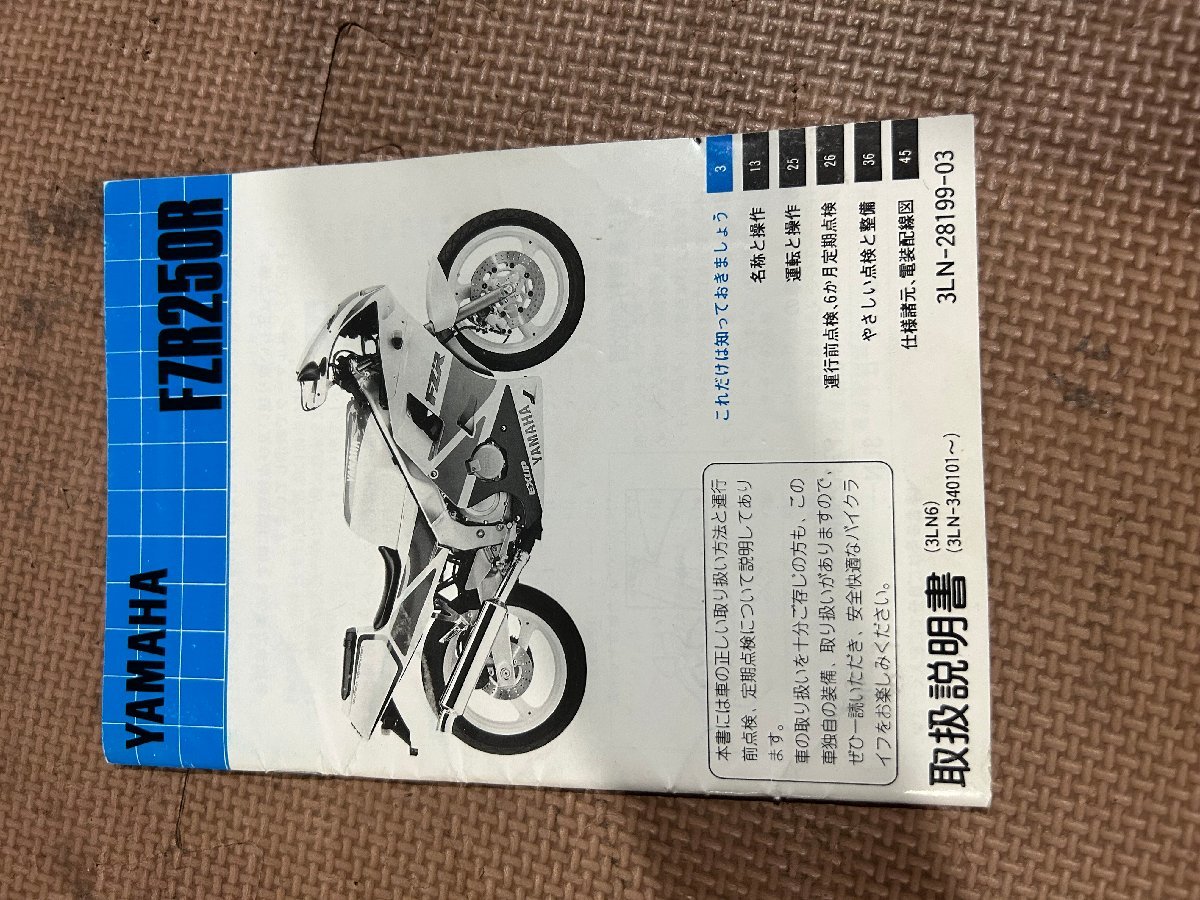 YAMAHA
FZR250R
FZR
EXUP
YAMAHA
これだけは知っておきましょう 3
名称と操作 13
運転と操作 25
運行前点検、6か月定期点検 26
やさしい点検と整備 36
仕様諸元、電装配線図 45
本書には車の正しい取り扱い方法と運行
前点検、定期点検について説明してあり
ます。
車の取り扱いを十分ご存じの方も、この
車独自の装備、取り扱いがありますので、
ぜひ一読いただき、安全快適なバイクラ
イフをお楽しみください。
取扱説明書
(3LN6)
(3LN-340101〜)
3LN-28199-03